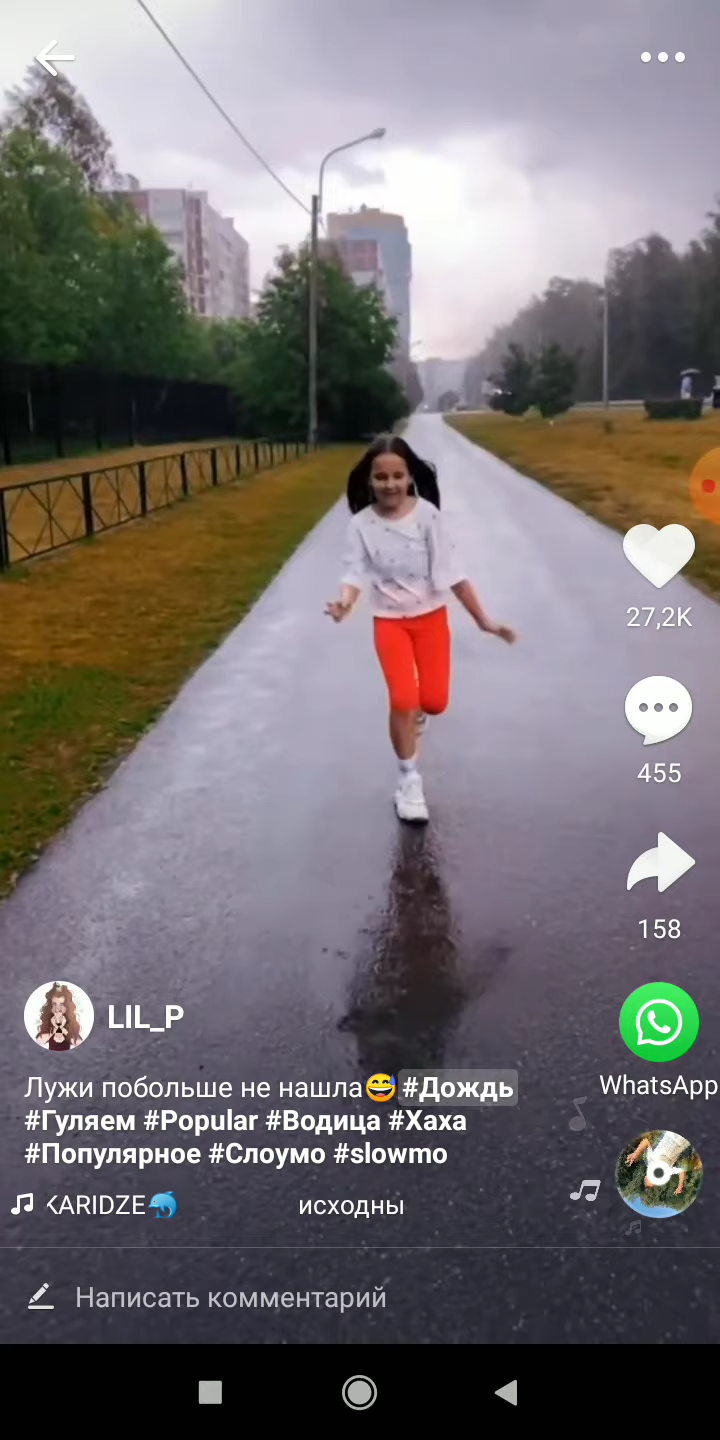 27,2K
455
158
LIL_P
Лужи побольше не нашла😅 #Дождь
#Гуляем #Popular #Водица #Хаха
#Популярное #Слоумо #slowmo
WhatsApp
KARIDZE🐬 исходны
Написать комментарий